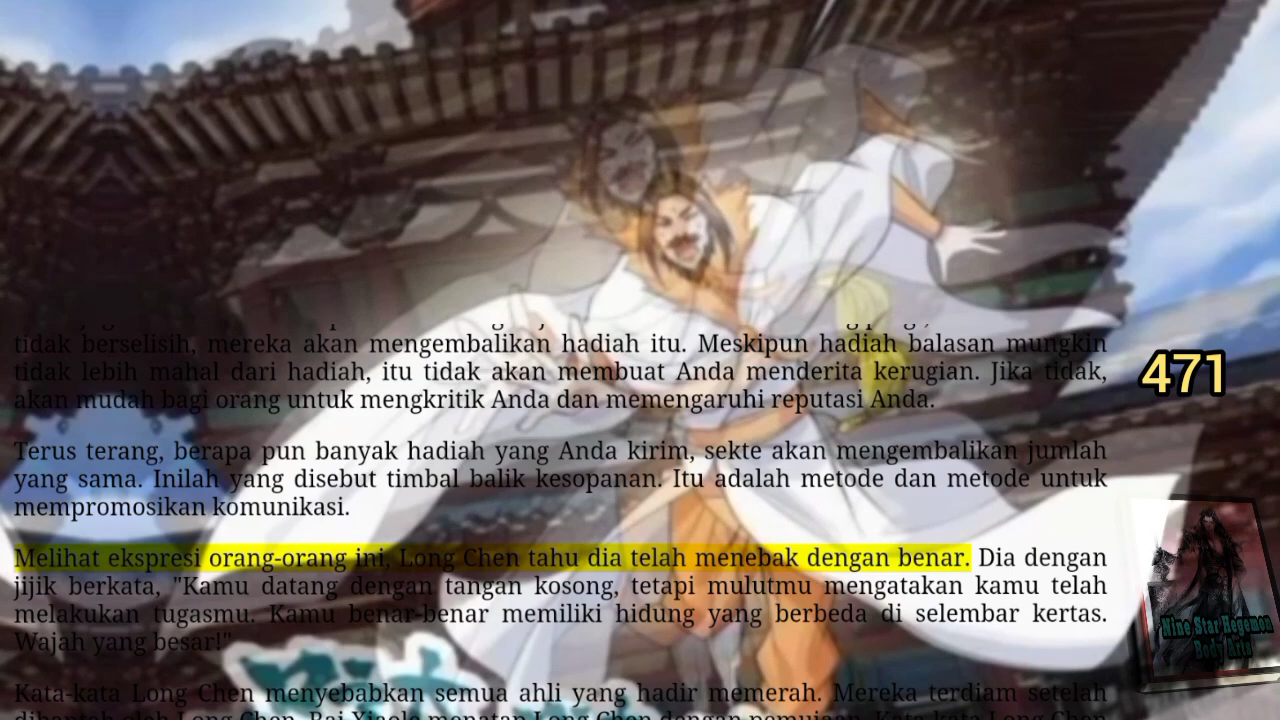 tidak berselisih, mereka akan mengembalikan hadiah itu. Meskipun hadiah balasan mungkin
tidak lebih mahal dari hadiah, itu tidak akan membuat Anda menderita kerugian. Jika tidak,
akan mudah bagi orang untuk mengkritik Anda dan memengaruhi reputasi Anda.
471
Terus terang, berapa pun banyak hadiah yang Anda kirim, sekte akan mengembalikan jumlah
yang sama. Inilah yang disebut timbal balik kesopanan. Itu adalah metode dan metode untuk
mempromosikan komunikasi.
Melihat ekspresi orang-orang ini, Long Chen tahu dia telah menebak dengan benar. Dia dengan
jijik berkata, "Kamu datang dengan tangan kosong, tetapi mulutmu mengatakan kamu telah
melakukan tugasmu. Kamu benar-benar memiliki hidung yang berbeda di selembar kertas.
Wajah yang besar!"
Nine Star Hegemon
Body Arts
Kata-kata Long Chen menyebabkan semua ahli yang hadir memerah. Mereka terdiam setelah